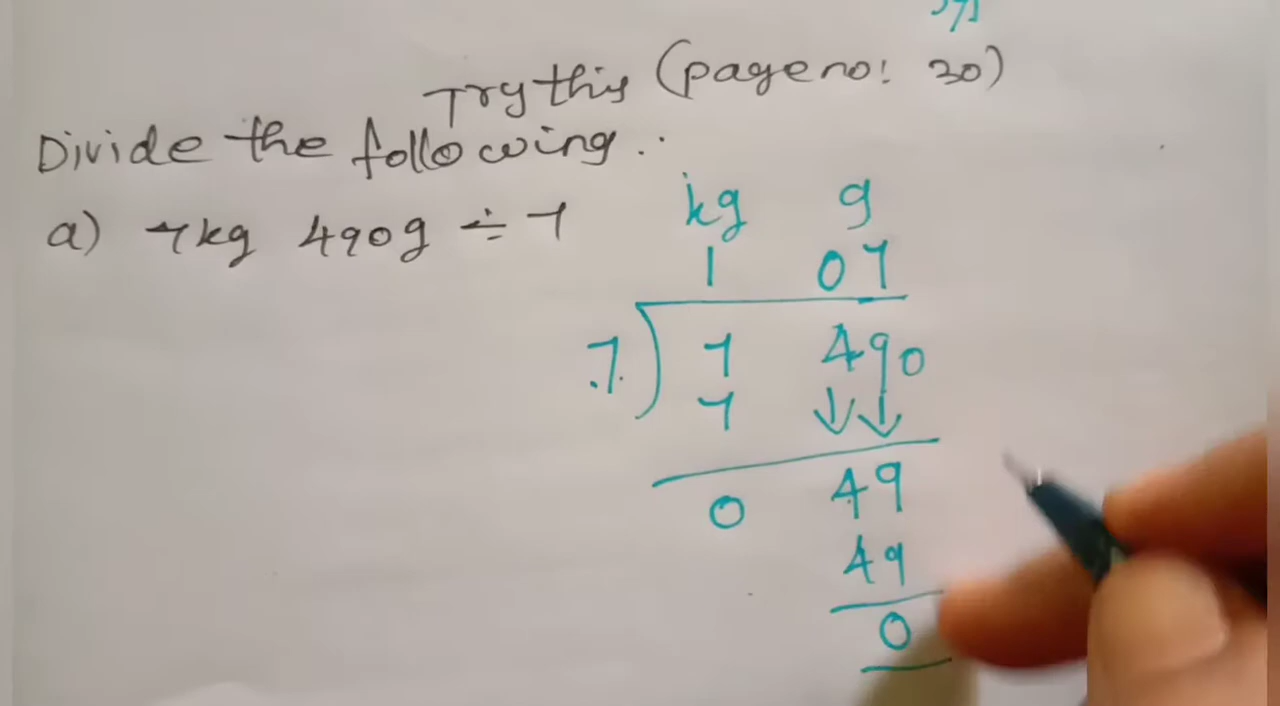 Try this (page no: 30)
Divide the following..
a) 7kg 490g ÷ 7
kg g
1 07
7) 7 490
7 ↓↓
0 49
49
0